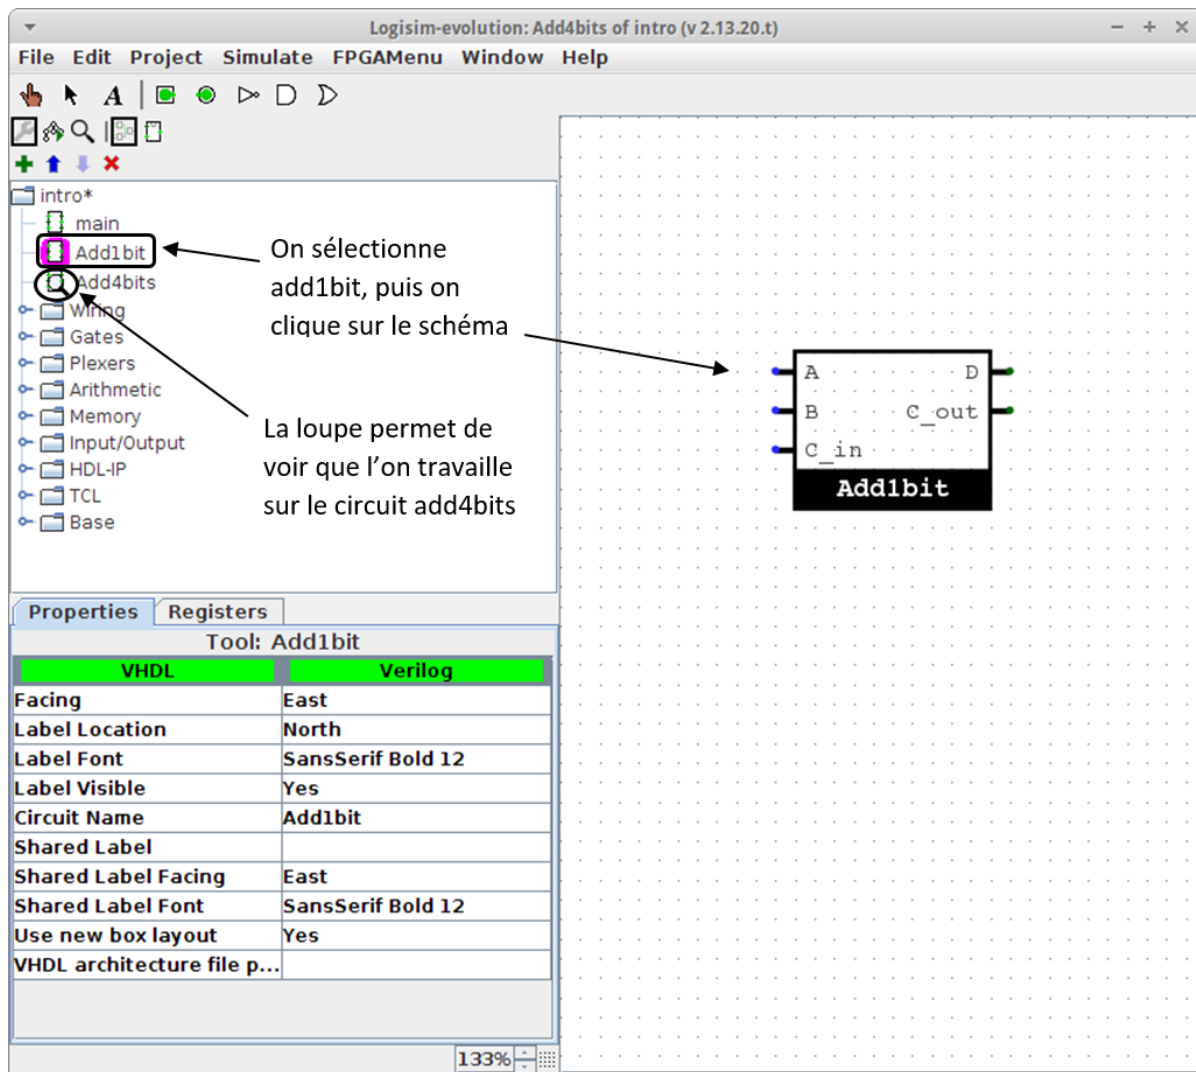 Logisim-evolution: Add4bits of intro (v 2.13.20.t)
File Edit Project Simulate FPGAMenu Window Help
A
intro*
main
Add1bit
Add4bits
Wiring
Gates
Plexers
Arithmetic
Memory
Input/Output
HDL-IP
TCL
Base
On sélectionne
add1bit, puis on
clique sur le schéma
La loupe permet de
voir que l’on travaille
sur le circuit add4bits
A D
B C_out
C_in
Add1bit
Properties Registers
Tool: Add1bit
VHDL Verilog
Facing East
Label Location North
Label Font SansSerif Bold 12
Label Visible Yes
Circuit Name Add1bit
Shared Label
Shared Label Facing East
Shared Label Font SansSerif Bold 12
Use new box layout Yes
VHDL architecture file p...
133%